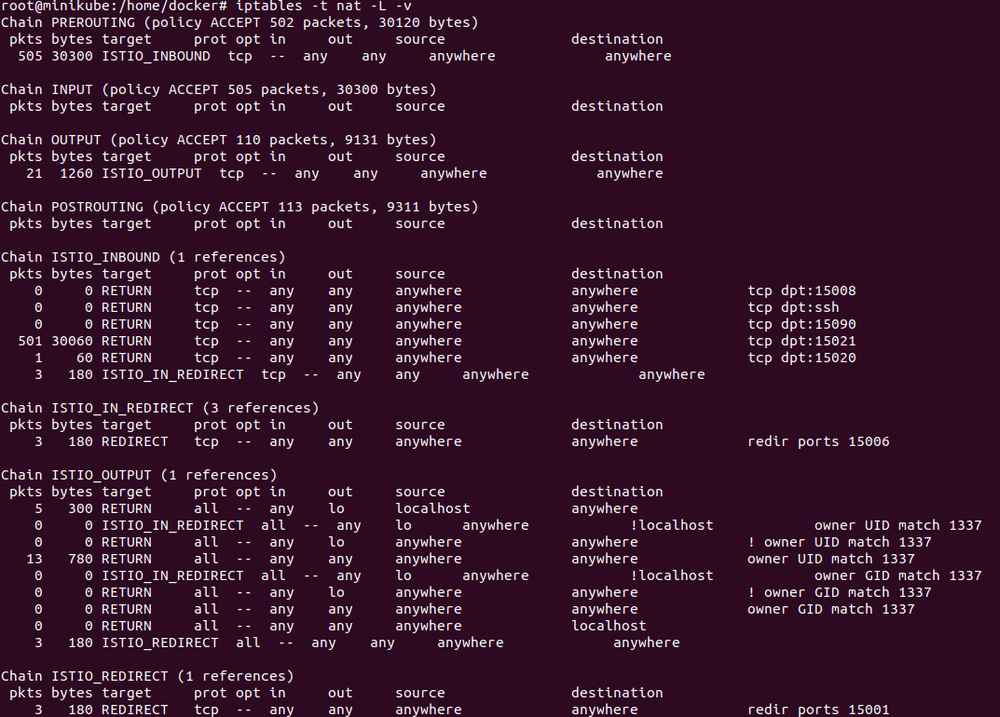 root@minikube:/home/docker# iptables -t nat -L -v
Chain PREROUTING (policy ACCEPT 502 packets, 30120 bytes)
 pkts bytes target     prot opt in     out     source               destination
  505 30300 ISTIO_INBOUND  tcp  --  any    any     anywhere             anywhere

Chain INPUT (policy ACCEPT 505 packets, 30300 bytes)
 pkts bytes target     prot opt in     out     source               destination

Chain OUTPUT (policy ACCEPT 110 packets, 9131 bytes)
 pkts bytes target     prot opt in     out     source               destination
   21  1260 ISTIO_OUTPUT  tcp  --  any    any     anywhere             anywhere

Chain POSTROUTING (policy ACCEPT 113 packets, 9311 bytes)
 pkts bytes target     prot opt in     out     source               destination

Chain ISTIO_INBOUND (1 references)
 pkts bytes target     prot opt in     out     source               destination
    0     0 RETURN     tcp  --  any    any     anywhere             anywhere             tcp dpt:15008
    0     0 RETURN     tcp  --  any    any     anywhere             anywhere             tcp dpt:ssh
    0     0 RETURN     tcp  --  any    any     anywhere             anywhere             tcp dpt:15090
  501 30060 RETURN     tcp  --  any    any     anywhere             anywhere             tcp dpt:15021
    1    60 RETURN     tcp  --  any    any     anywhere             anywhere             tcp dpt:15020
    3   180 ISTIO_IN_REDIRECT  tcp  --  any    any     anywhere             anywhere

Chain ISTIO_IN_REDIRECT (3 references)
 pkts bytes target     prot opt in     out     source               destination
    3   180 REDIRECT   tcp  --  any    any     anywhere             anywhere             redir ports 15006

Chain ISTIO_OUTPUT (1 references)
 pkts bytes target     prot opt in     out     source               destination
    5   300 RETURN     all  --  any    lo      localhost            anywhere
    0     0 ISTIO_IN_REDIRECT  all  --  any    lo      anywhere            !localhost            owner UID match 1337
    0     0 RETURN     all  --  any    lo      anywhere             anywhere             ! owner UID match 1337
   13   780 RETURN     all  --  any    any     anywhere             anywhere             owner UID match 1337
    0     0 ISTIO_IN_REDIRECT  all  --  any    lo      anywhere            !localhost            owner GID match 1337
    0     0 RETURN     all  --  any    lo      anywhere             anywhere             ! owner GID match 1337
    0     0 RETURN     all  --  any    any     anywhere             anywhere             owner GID match 1337
    0     0 RETURN     all  --  any    any     anywhere             localhost
    3   180 ISTIO_REDIRECT  all  --  any    any     anywhere             anywhere

Chain ISTIO_REDIRECT (1 references)
 pkts bytes target     prot opt in     out     source               destination
    3   180 REDIRECT   tcp  --  any    any     anywhere             anywhere             redir ports 15001